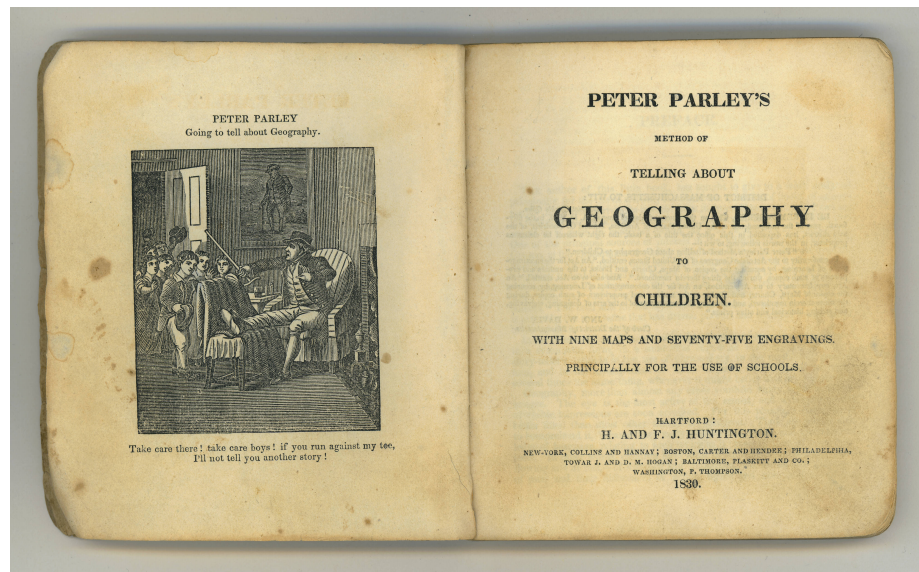 PETER PARLEY
Going to tell about Geography.
Take care there! take care boys! if you run against my toe,
I'll not tell you another story!
PETER PARLEY'S
METHOD OF
TELLING ABOUT
GEOGRAPHY
TO
CHILDREN.
WITH NINE MAPS AND SEVENTY-FIVE ENGRAVINGS.
PRINCIPALLY FOR THE USE OF SCHOOLS.
HARTFORD:
H. AND F. J. HUNTINGTON.
NEW-YORK, COLLINS AND HANNAY; BOSTON, CARTER AND HENDEE; PHILADELPHIA,
TOWAR J. AND D. M. HOGAN; BALTIMORE, PLASKITT AND CO.;
WASHINGTON, P. THOMPSON.
1830.